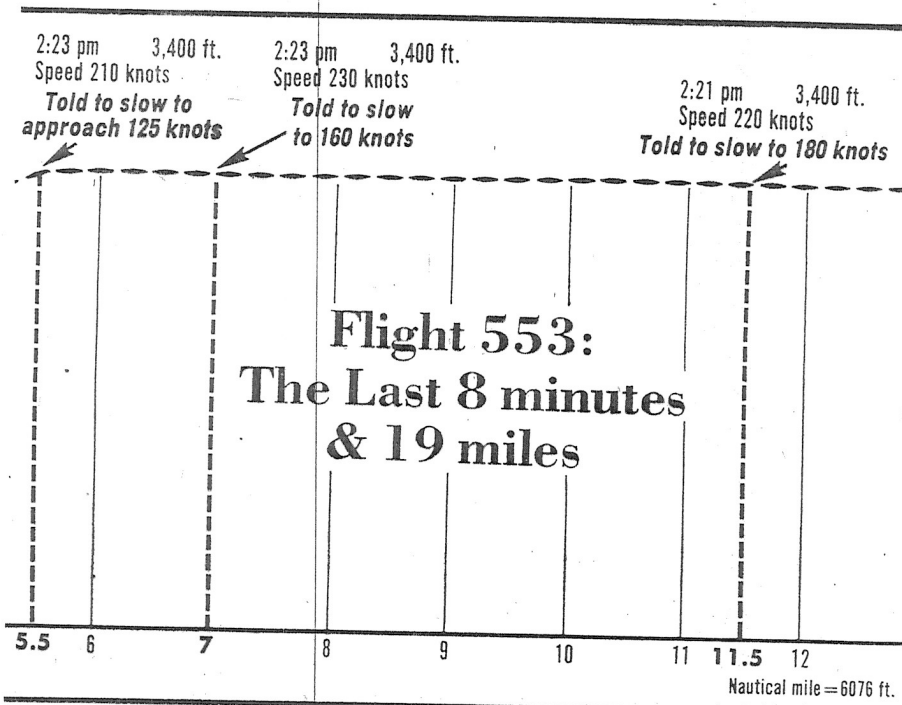 2:23 pm 3,400 ft.
Speed 210 knots
Told to slow to
approach 125 knots
2:23 pm 3,400 ft.
Speed 230 knots
Told to slow
to 160 knots
2:21 pm 3,400 ft.
Speed 220 knots
Told to slow to 180 knots
Flight 553:
The Last 8 minutes
& 19 miles
5.5 6 7 8 9 10 11 11.5 12
Nautical mile = 6076 ft.